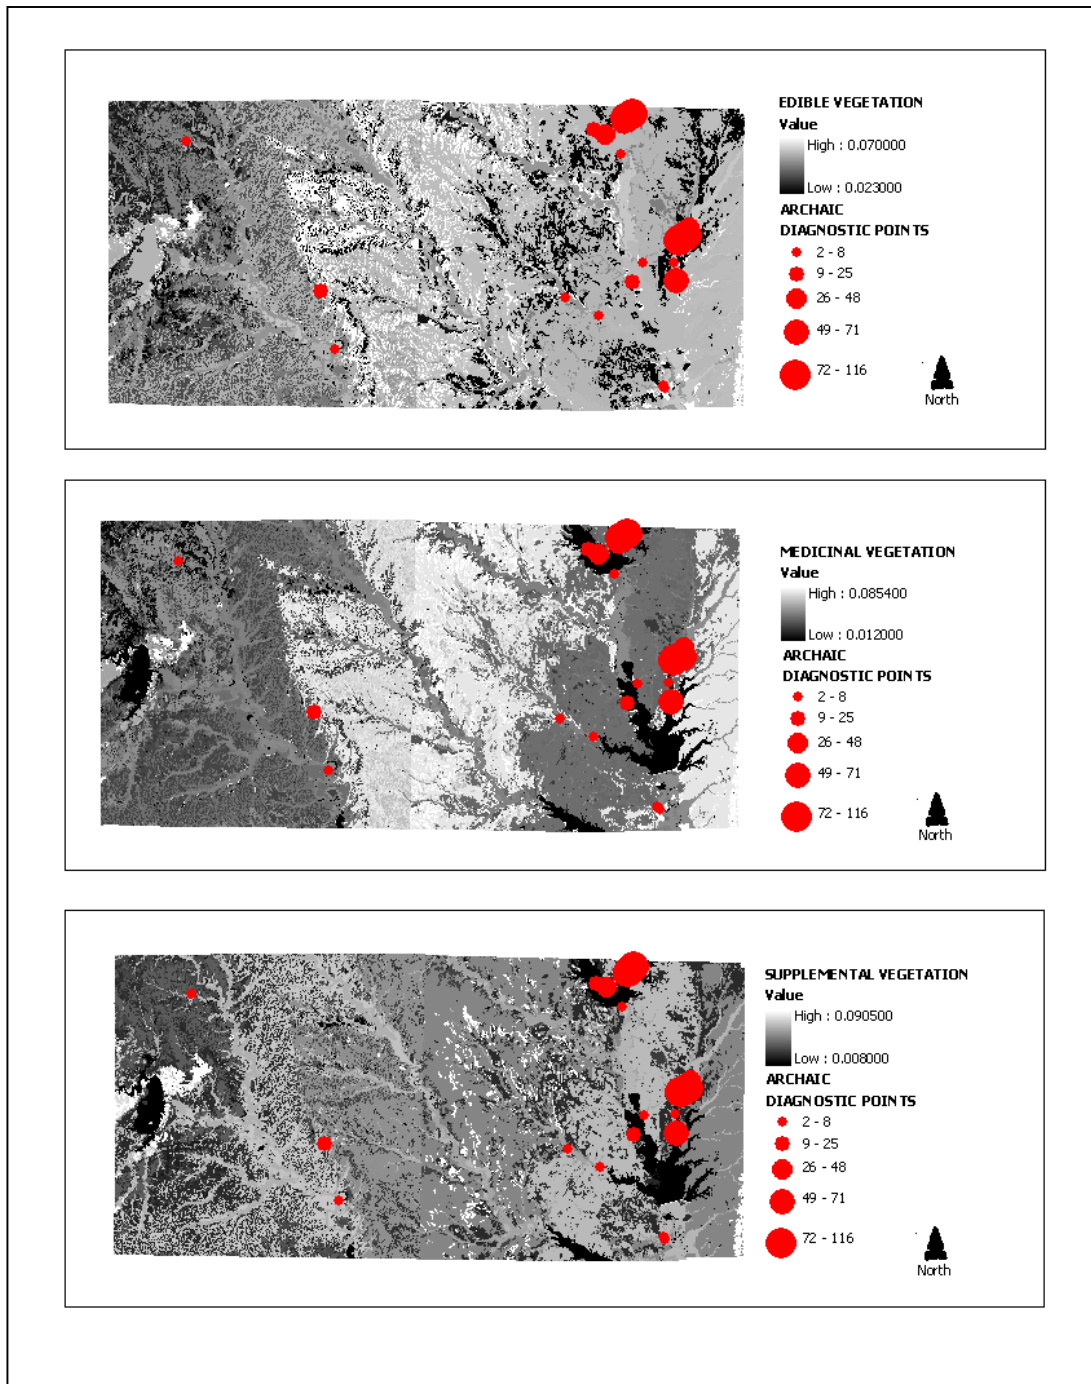 EDIBLE VEGETATION
Value
High : 0.070000
Low : 0.023000
ARCHAIC
DIAGNOSTIC POINTS
2 - 8
9 - 25
26 - 48
49 - 71
72 - 116
North
MEDICINAL VEGETATION
Value
High : 0.085400
Low : 0.012000
ARCHAIC
DIAGNOSTIC POINTS
2 - 8
9 - 25
26 - 48
49 - 71
72 - 116
North
SUPPLEMENTAL VEGETATION
Value
High : 0.090500
Low : 0.008000
ARCHAIC
DIAGNOSTIC POINTS
2 - 8
9 - 25
26 - 48
49 - 71
72 - 116
North